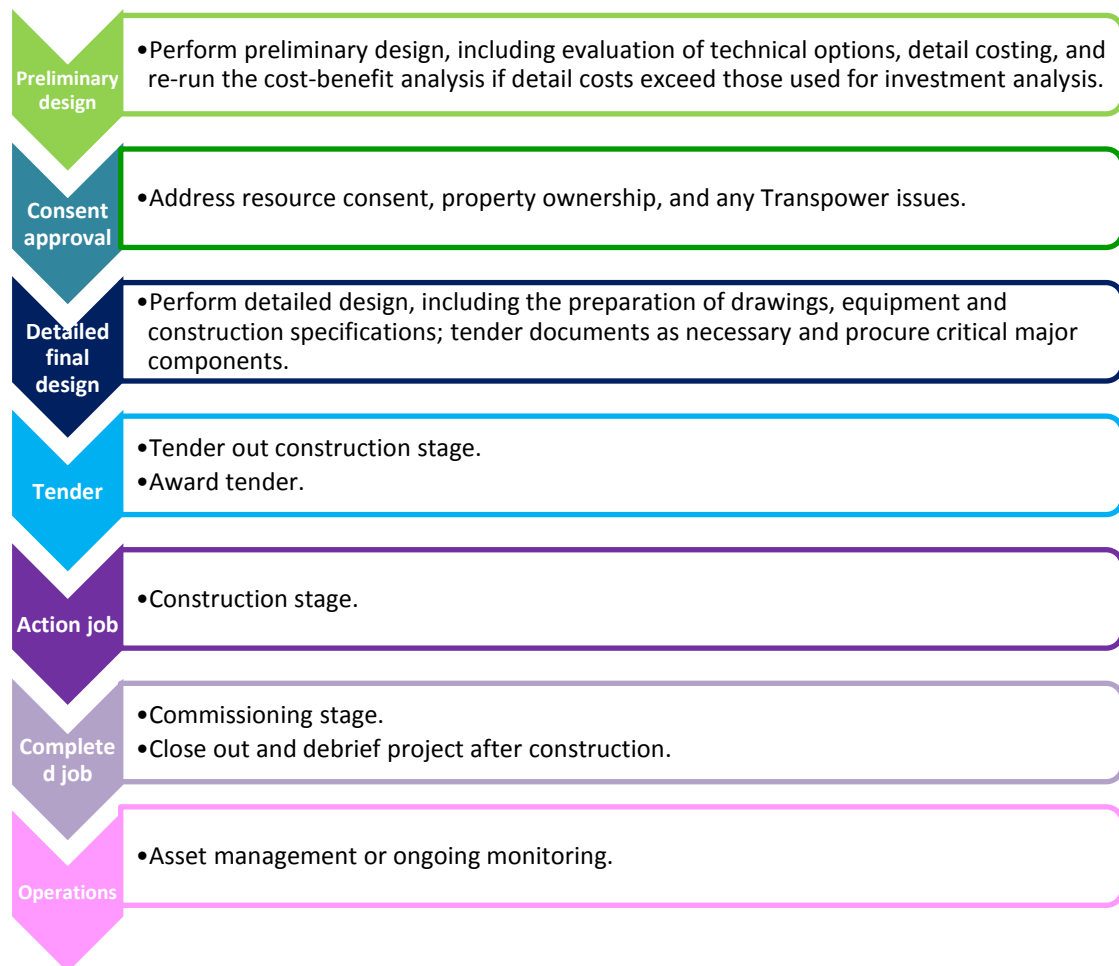 Preliminary
design
•Perform preliminary design, including evaluation of technical options, detail costing, and
re-run the cost-benefit analysis if detail costs exceed those used for investment analysis.
Consent
approval
•Address resource consent, property ownership, and any Transpower issues.
Detailed
final
design
•Perform detailed design, including the preparation of drawings, equipment and
construction specifications; tender documents as necessary and procure critical major
components.
Tender
•Tender out construction stage.
•Award tender.
Action job
•Construction stage.
Complete
d job
•Commissioning stage.
•Close out and debrief project after construction.
Operations
•Asset management or ongoing monitoring.